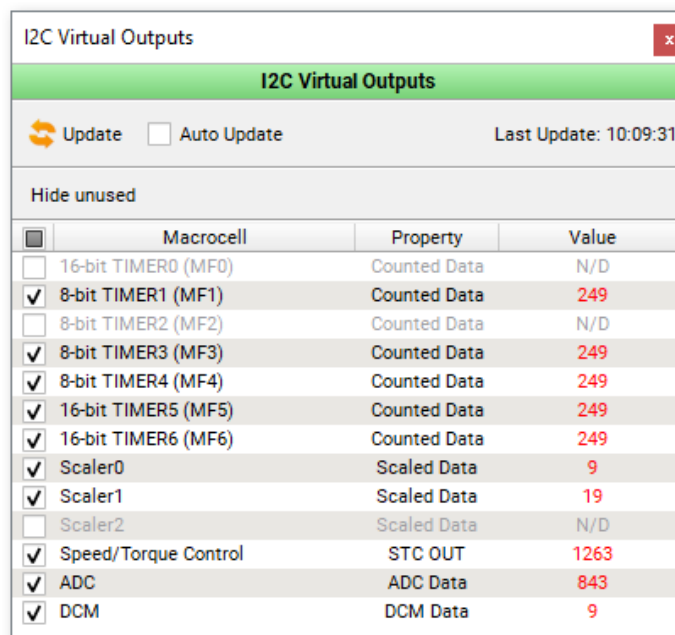 I2C Virtual Outputs x
I2C Virtual Outputs
Update Auto Update Last Update: 10:09:31
Hide unused
Macrocell Property Value
16-bit TIMER0 (MF0) Counted Data N/D
8-bit TIMER1 (MF1) Counted Data 249
8-bit TIMER2 (MF2) Counted Data N/D
8-bit TIMER3 (MF3) Counted Data 249
8-bit TIMER4 (MF4) Counted Data 249
16-bit TIMER5 (MF5) Counted Data 249
16-bit TIMER6 (MF6) Counted Data 249
Scaler0 Scaled Data 9
Scaler1 Scaled Data 19
Scaler2 Scaled Data N/D
Speed/Torque Control STC OUT 1263
ADC ADC Data 843
DCM DCM Data 9